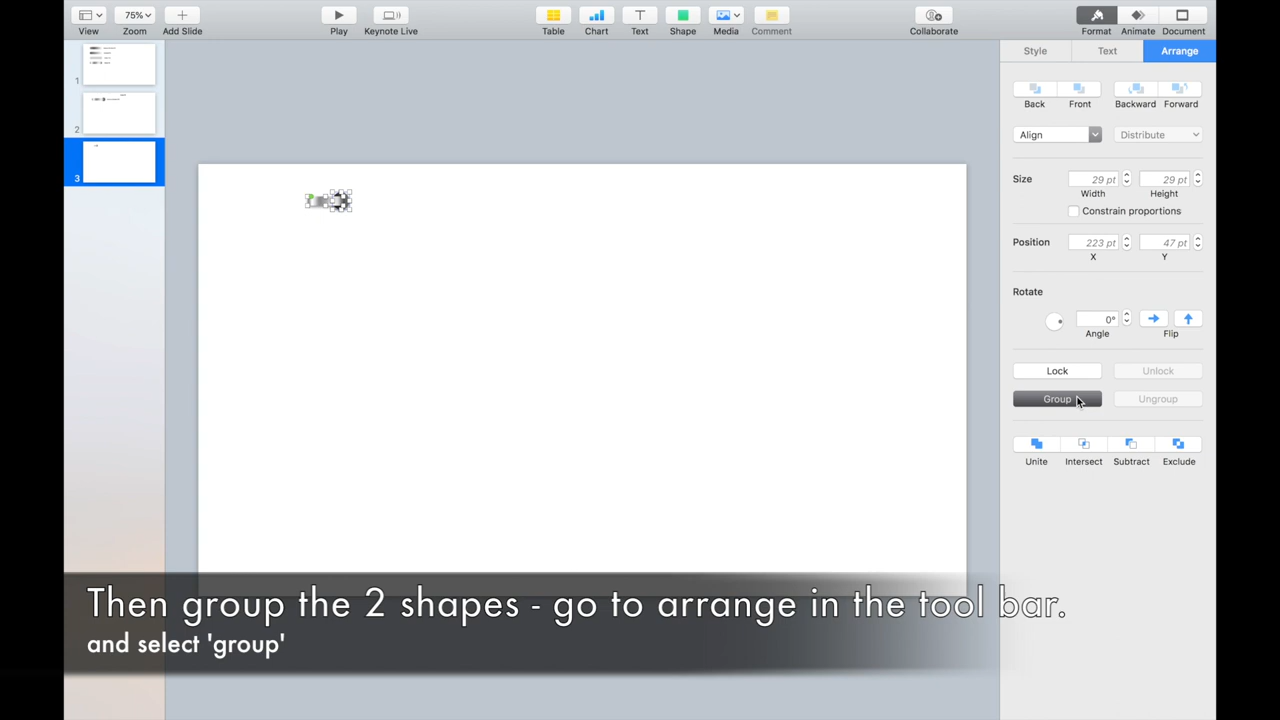 75%
View
Zoom
Add Slide
Play
Keynote Live
Table
Chart
Text
Shape
Media
Comment
Collaborate
Format
Animate
Document
1
2
3
Style
Text
Arrange
Back
Front
Backward
Forward
Align
Distribute
Size
29 pt
29 pt
Width
Height
Constrain proportions
Position
223 pt
47 pt
X
Y
Rotate
0°
Angle
Flip
Lock
Unlock
Group
Ungroup
Unite
Intersect
Subtract
Exclude
Then group the 2 shapes - go to arrange in the tool bar.
and select 'group'